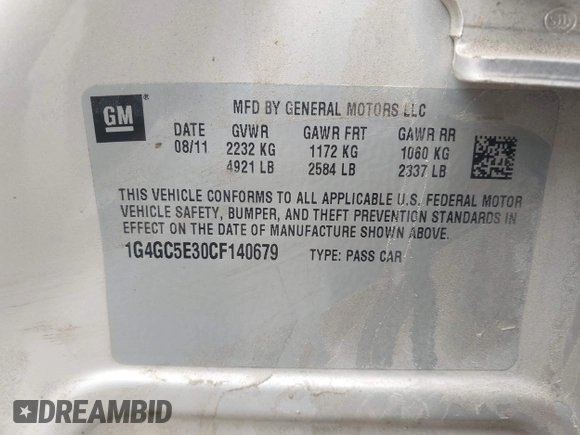 GM ®
MFD BY GENERAL MOTORS LLC
DATE GVWR GAWR FRT GAWR RR
08/11 2232 KG 1172 KG 1060 KG
4921 LB 2584 LB 2337 LB
THIS VEHICLE CONFORMS TO ALL APPLICABLE U.S. FEDERAL MOTOR
VEHICLE SAFETY, BUMPER, AND THEFT PREVENTION STANDARDS IN
EFFECT ON THE DATE OF MANUFACTURE SHOWN ABOVE.
1G4GC5E30CF140679 TYPE: PASS CAR
DREAMBID